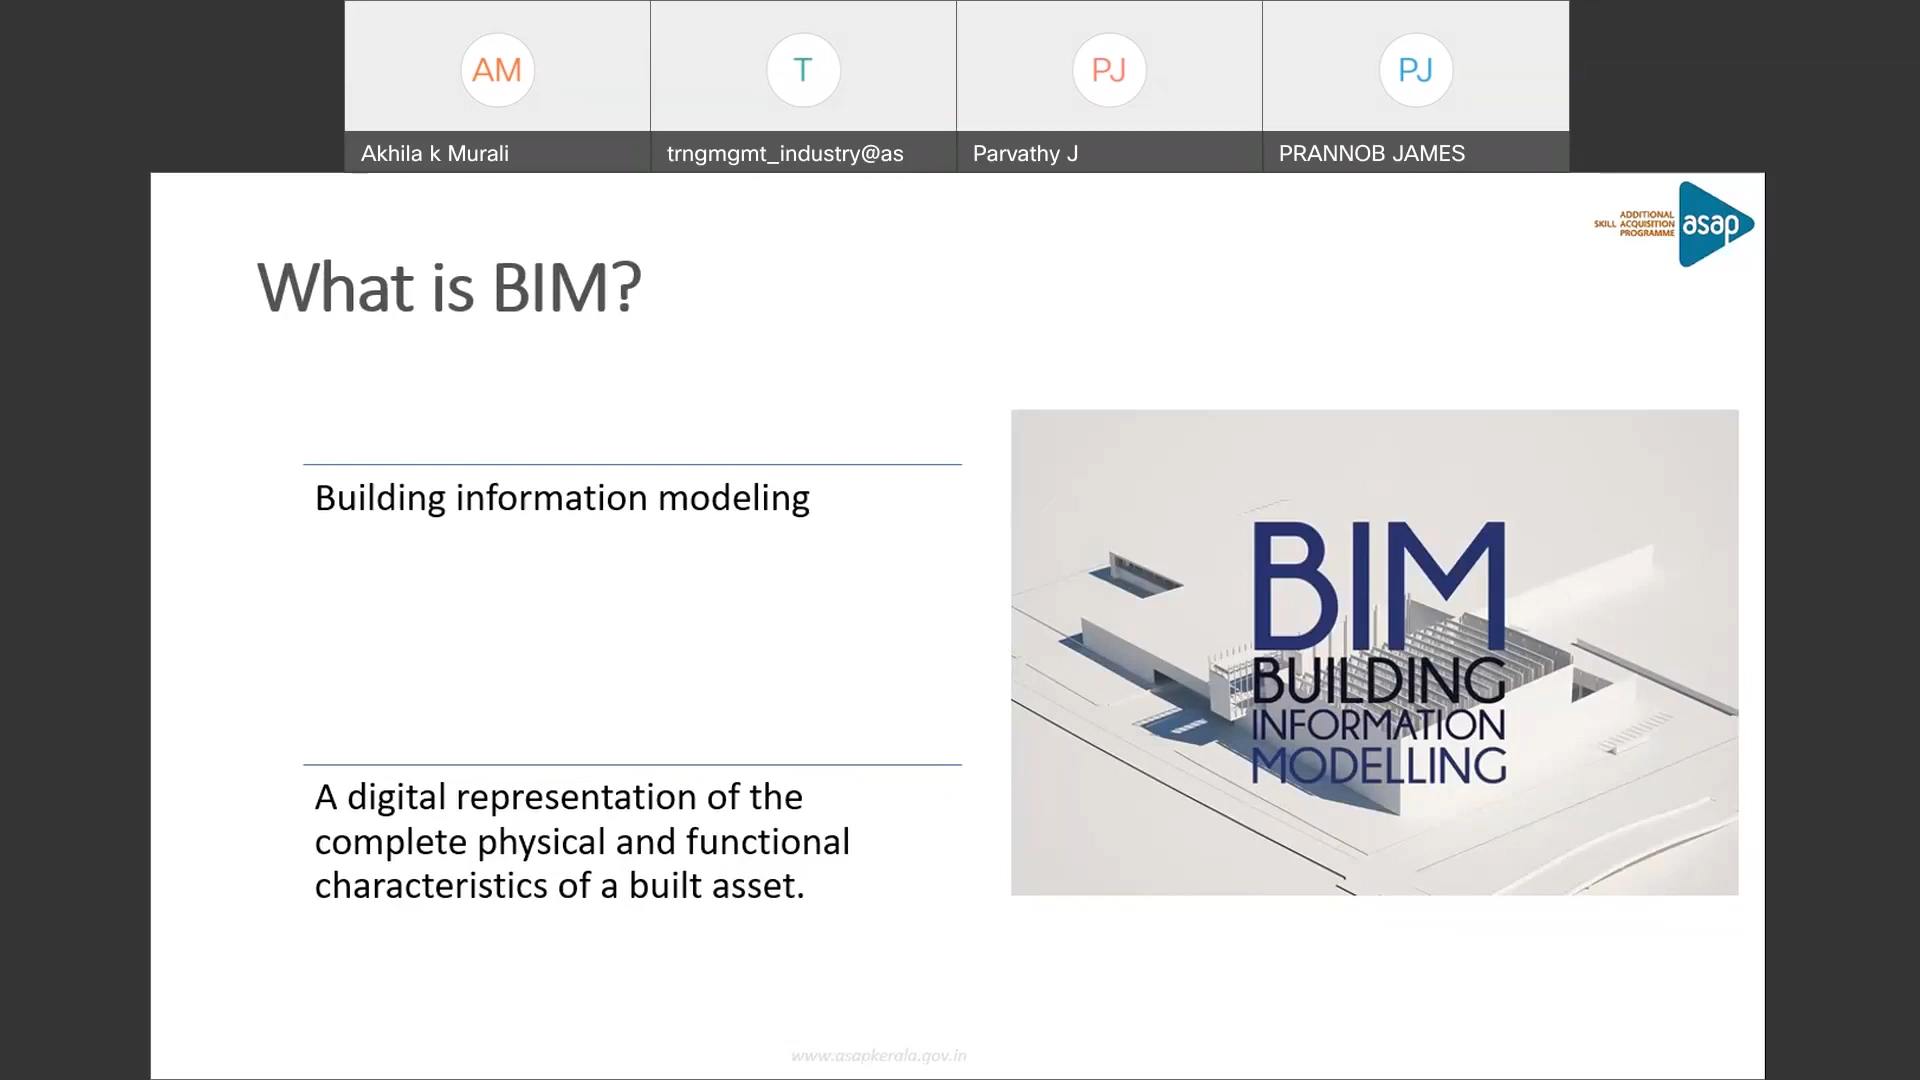 AM
T
PJ
PJ
Akhila k Murali
trngmgmt_industry@as
Parvathy J
PRANNOB JAMES
ADDITIONAL
SKILL ACQUISITION
PROGRAMME
asap
What is BIM?
Building information modeling
A digital representation of the
complete physical and functional
characteristics of a built asset.
BIM
BUILDING
INFORMATION
MODELLING
www.asapkerala.gov.in